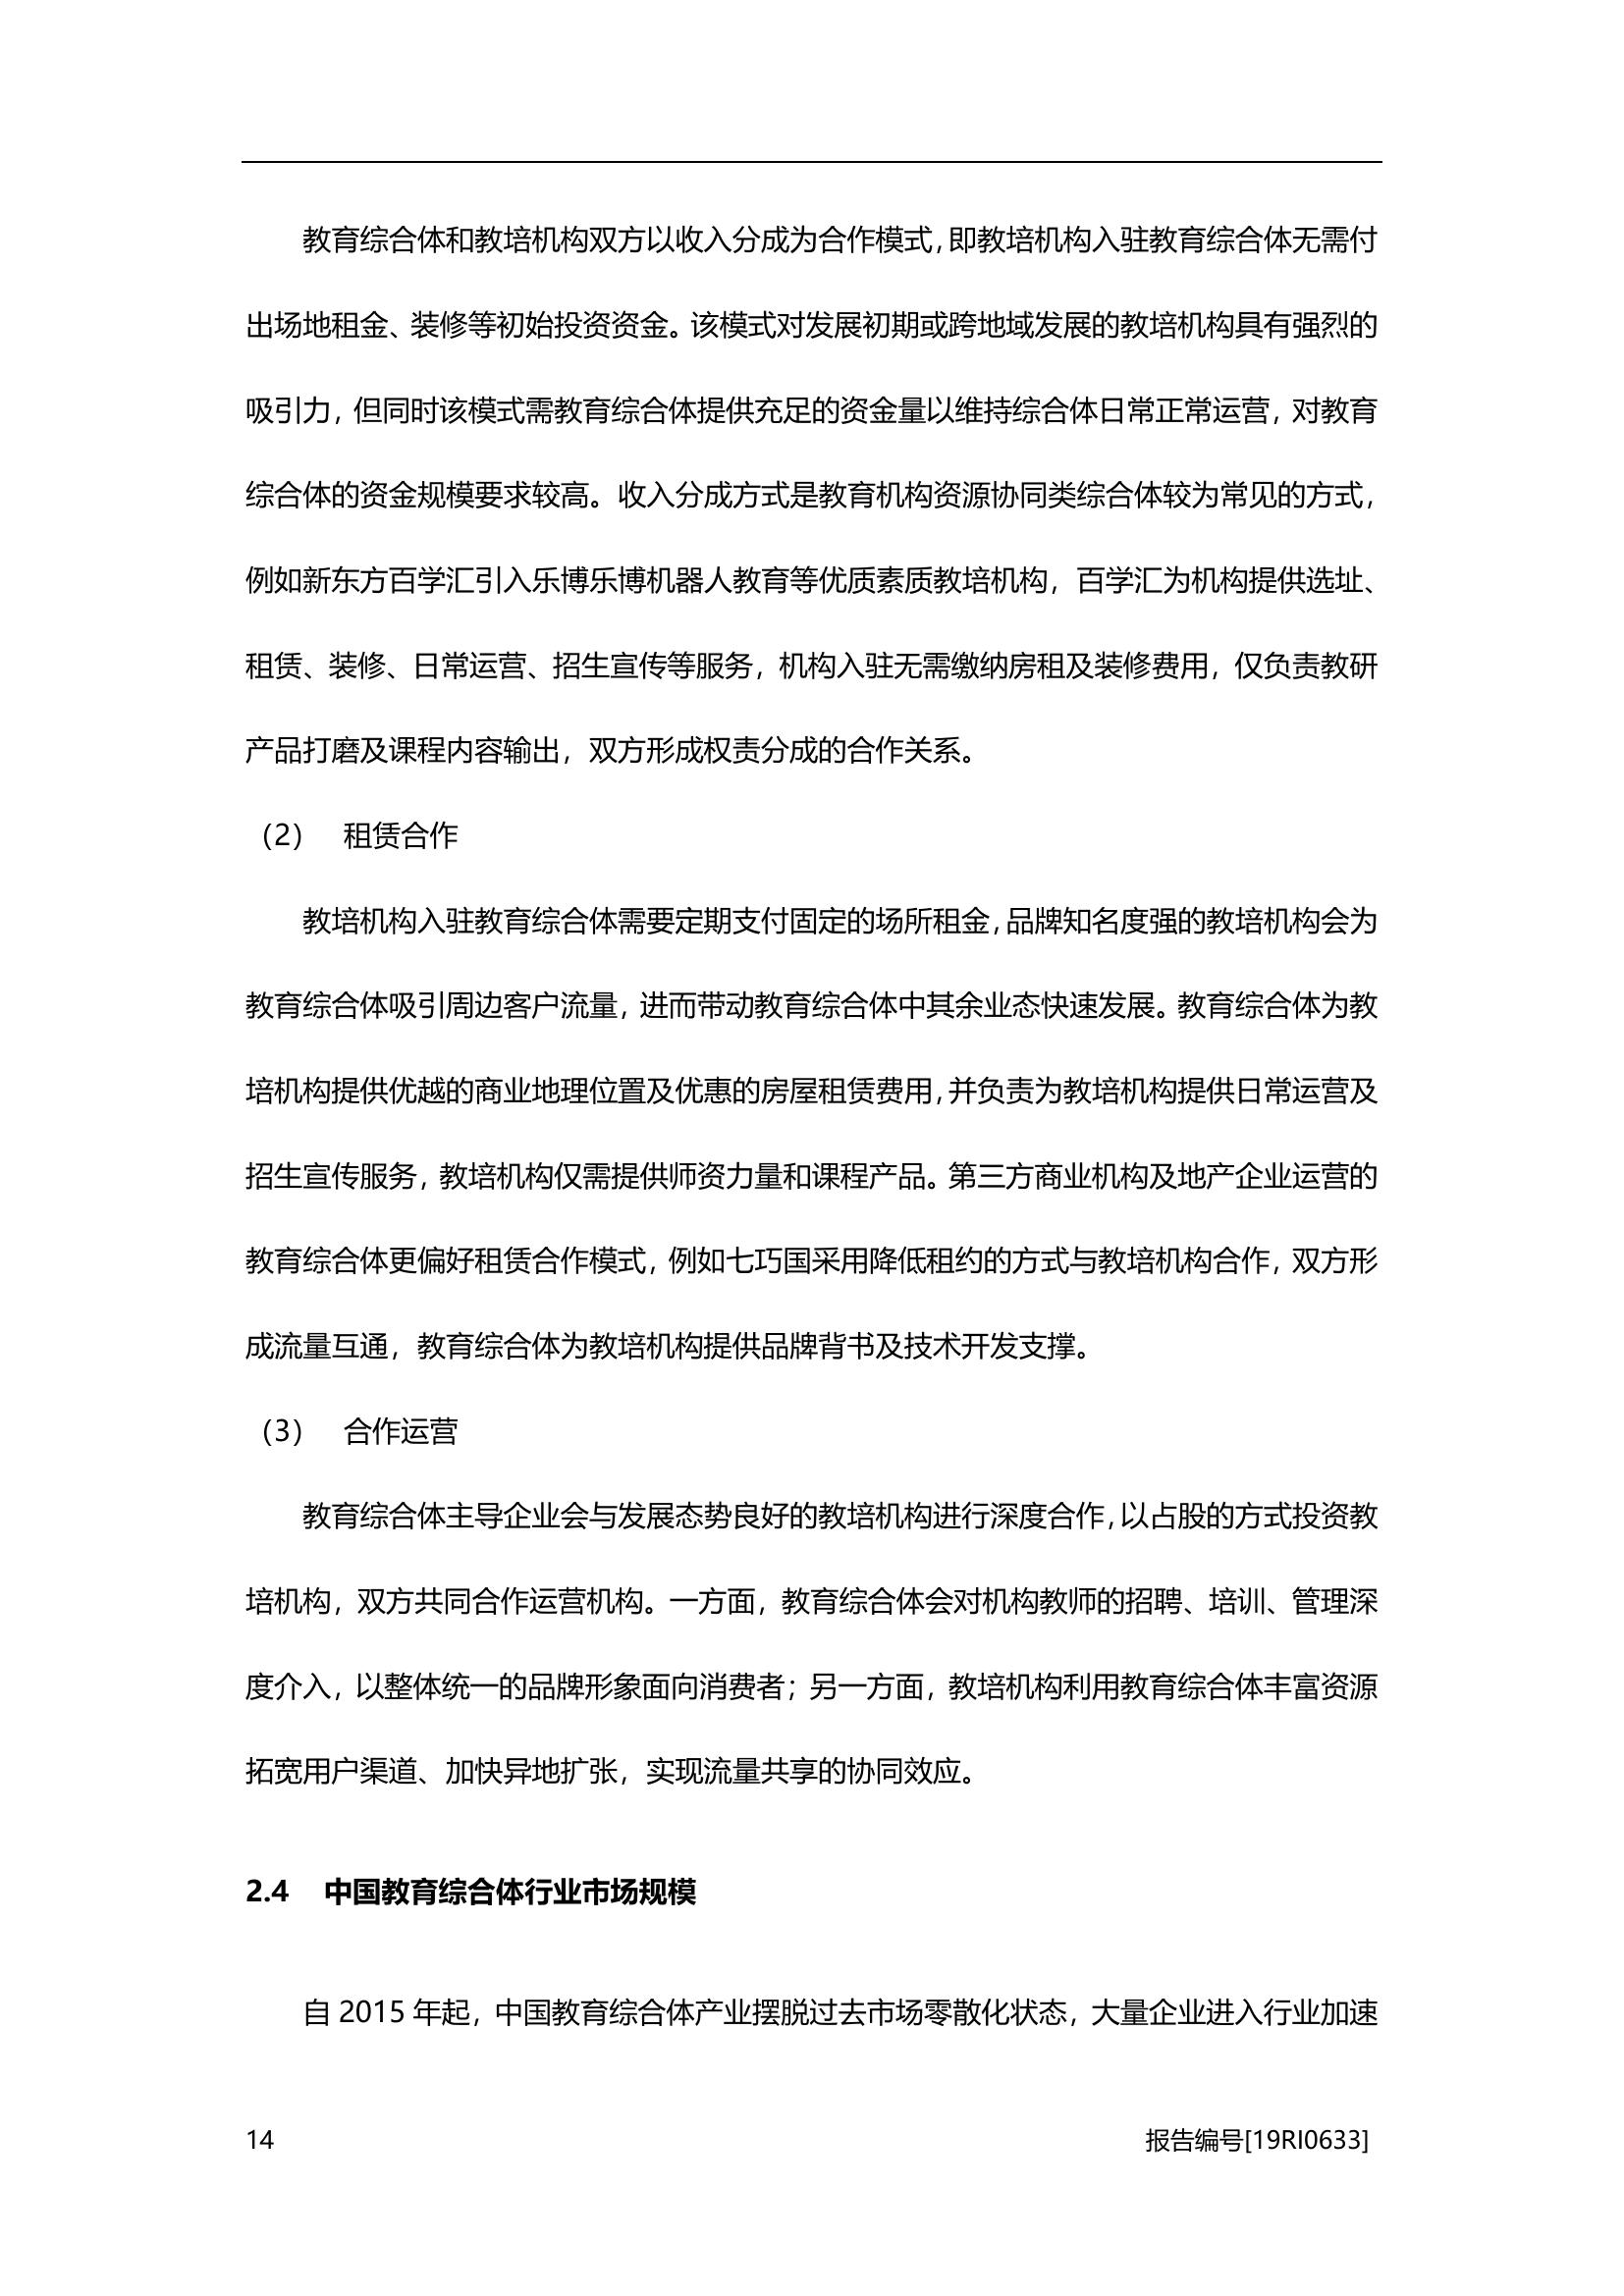 教育综合体和教培机构双方以收入分成为合作模式，即教培机构入驻教育综合体无需付
出场地租金、装修等初始投资资金。该模式对发展初期或跨地域发展的教培机构具有强烈的
吸引力，但同时该模式需教育综合体提供充足的资金量以维持综合体日常正常运营，对教育
综合体的资金规模要求较高。收入分成方式是教育机构资源协同类综合体较为常见的方式，
例如新东方百学汇引入乐博乐博机器人教育等优质素质教培机构，百学汇为机构提供选址、
租赁、装修、日常运营、招生宣传等服务，机构入驻无需缴纳房租及装修费用，仅负责教研
产品打磨及课程内容输出，双方形成权责分成的合作关系。
（2） 租赁合作
教培机构入驻教育综合体需要定期支付固定的场所租金，品牌知名度强的教培机构会为
教育综合体吸引周边客户流量，进而带动教育综合体中其余业态快速发展。教育综合体为教
培机构提供优越的商业地理位置及优惠的房屋租赁费用，并负责为教培机构提供日常运营及
招生宣传服务，教培机构仅需提供师资力量和课程产品。第三方商业机构及地产企业运营的
教育综合体更偏好租赁合作模式，例如七巧国采用降低租约的方式与教培机构合作，双方形
成流量互通，教育综合体为教培机构提供品牌背书及技术开发支撑。
（3） 合作运营
教育综合体主导企业会与发展态势良好的教培机构进行深度合作，以占股的方式投资教
培机构，双方共同合作运营机构。一方面，教育综合体会对机构教师的招聘、培训、管理深
度介入，以整体统一的品牌形象面向消费者；另一方面，教培机构利用教育综合体丰富资源
拓宽用户渠道、加快异地扩张，实现流量共享的协同效应。
2.4 中国教育综合体行业市场规模
自 2015 年起，中国教育综合体产业摆脱过去市场零散化状态，大量企业进入行业加速
14 报告编号[19RI0633]